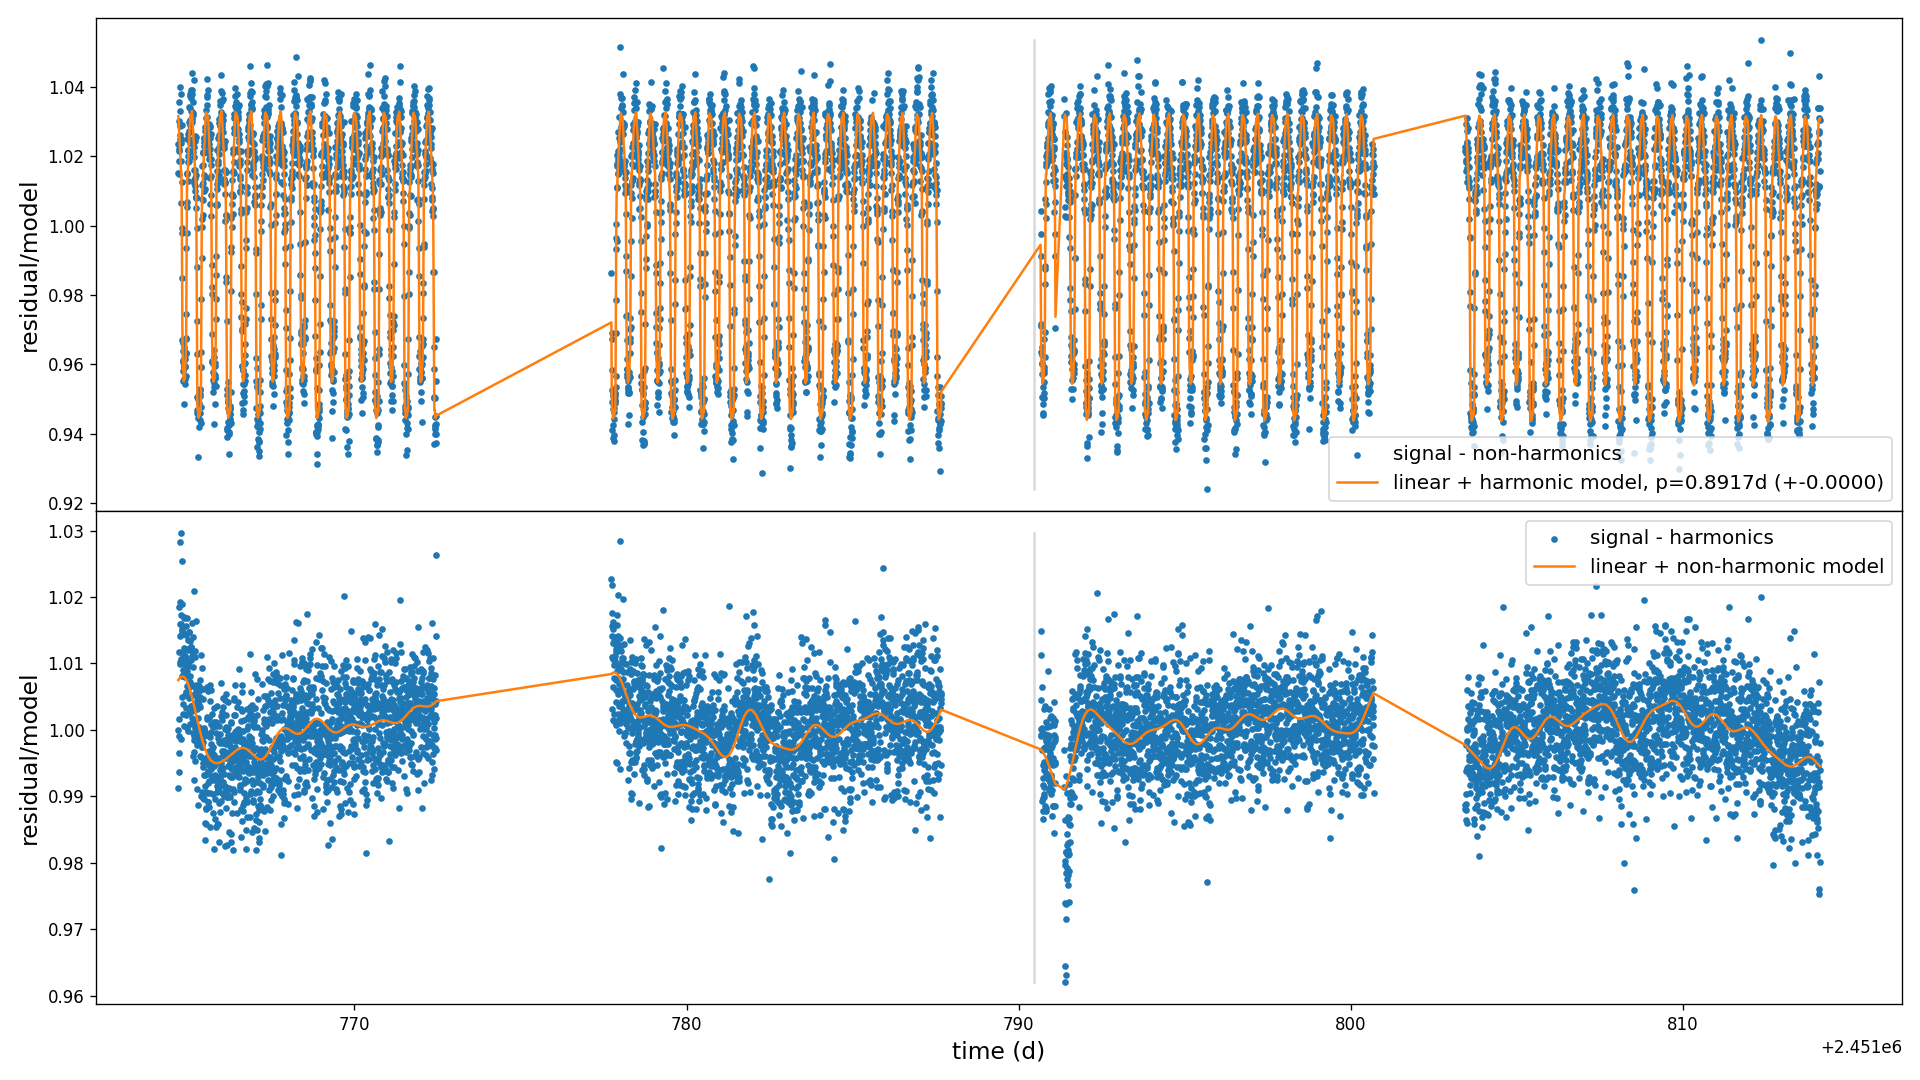 1.04
1.02
1.00
0.98
0.96
0.94
0.92
residual/model
signal - non-harmonics
linear + harmonic model, p=0.8917d (+-0.0000)
1.03
1.02
1.01
1.00
0.99
0.98
0.97
0.96
residual/model
signal - harmonics
linear + non-harmonic model
770 780 790 800 810
time (d)
+2.451e6